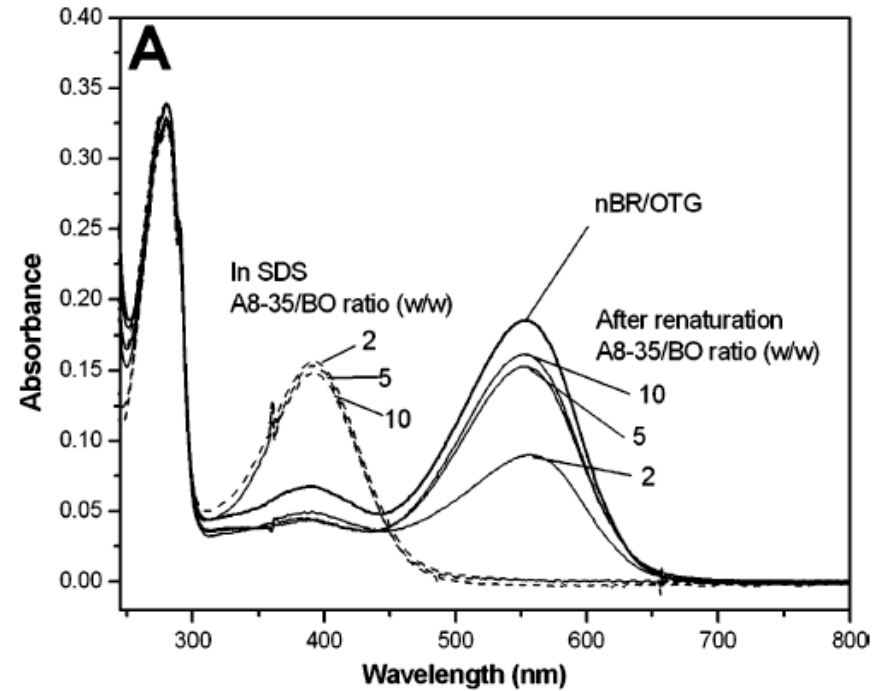 A
0.40
0.35
0.30
0.25
0.20
0.15
0.10
0.05
0.00
Absorbance
In SDS
A8-35/BO ratio (w/w)
2
5
10
nBR/OTG
After renaturation
A8-35/BO ratio (w/w)
10
5
2
300
400
500
600
700
800
Wavelength (nm)